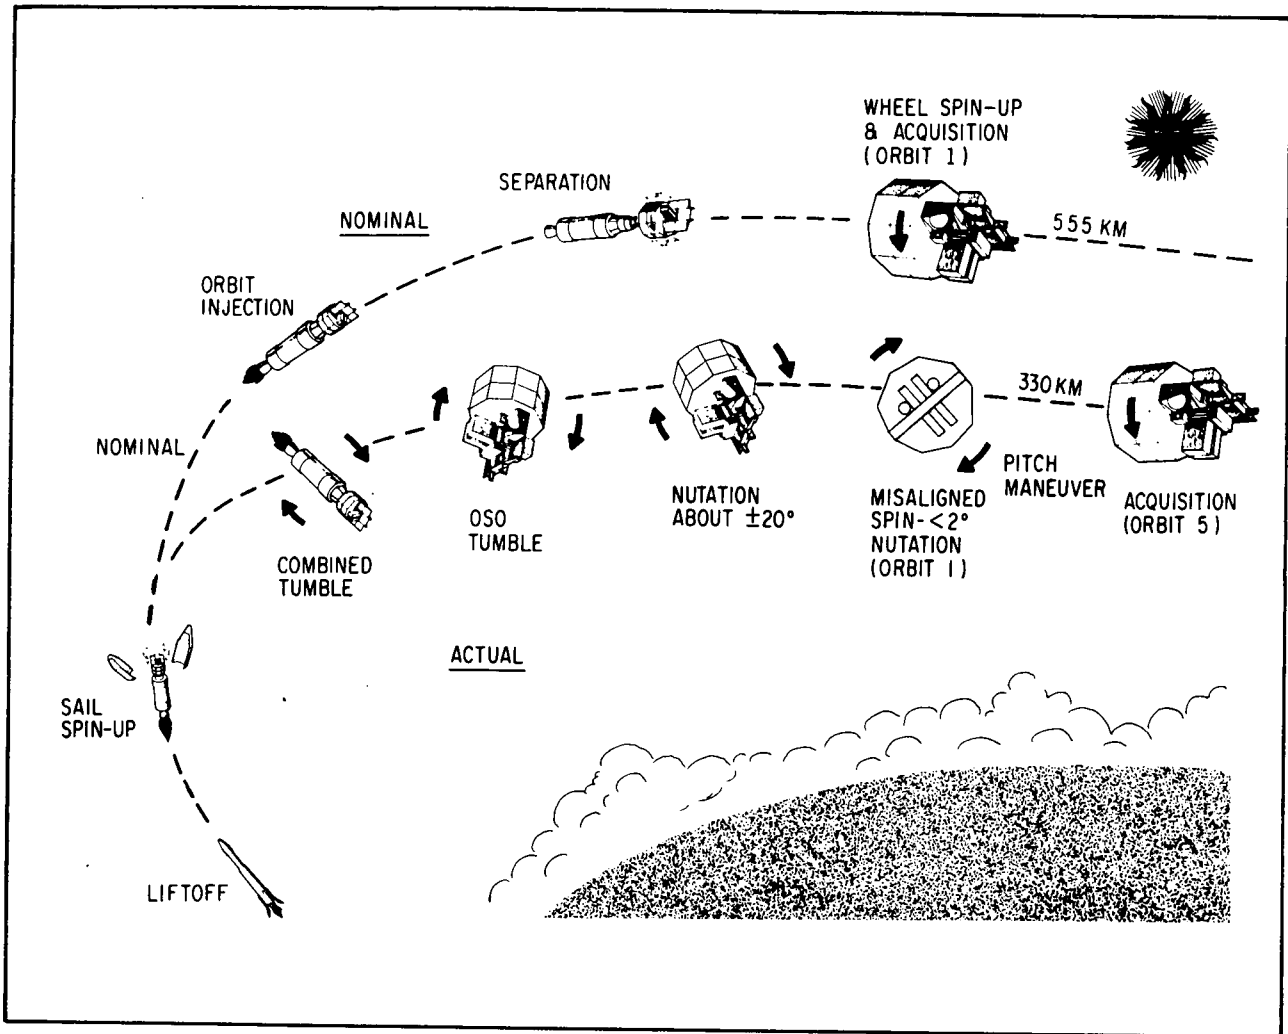 WHEEL SPIN-UP
& ACQUISITION
(ORBIT 1)
SEPARATION
NOMINAL
555 KM
ORBIT
INJECTION
330 KM
NOMINAL
PITCH
MANEUVER
NUTATION
ABOUT ±20°
MISALIGNED
SPIN-<2°
NUTATION
(ORBIT 1)
ACQUISITION
(ORBIT 5)
OSO
TUMBLE
COMBINED
TUMBLE
ACTUAL
SAIL
SPIN-UP
LIFTOFF